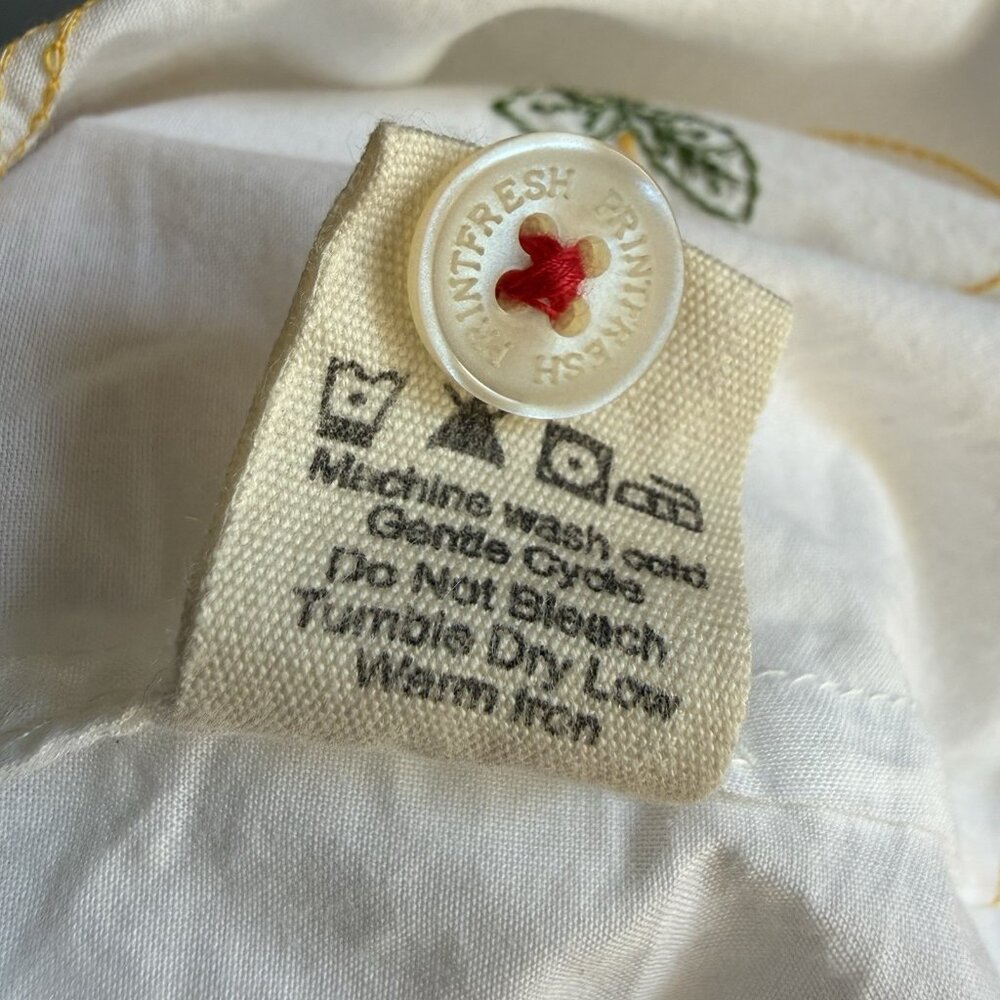 PRINTFRESH PRINTFRESH
Machine wash cold
Gentle Cycle
Do Not Bleach
Tumble Dry Low
Warm Iron